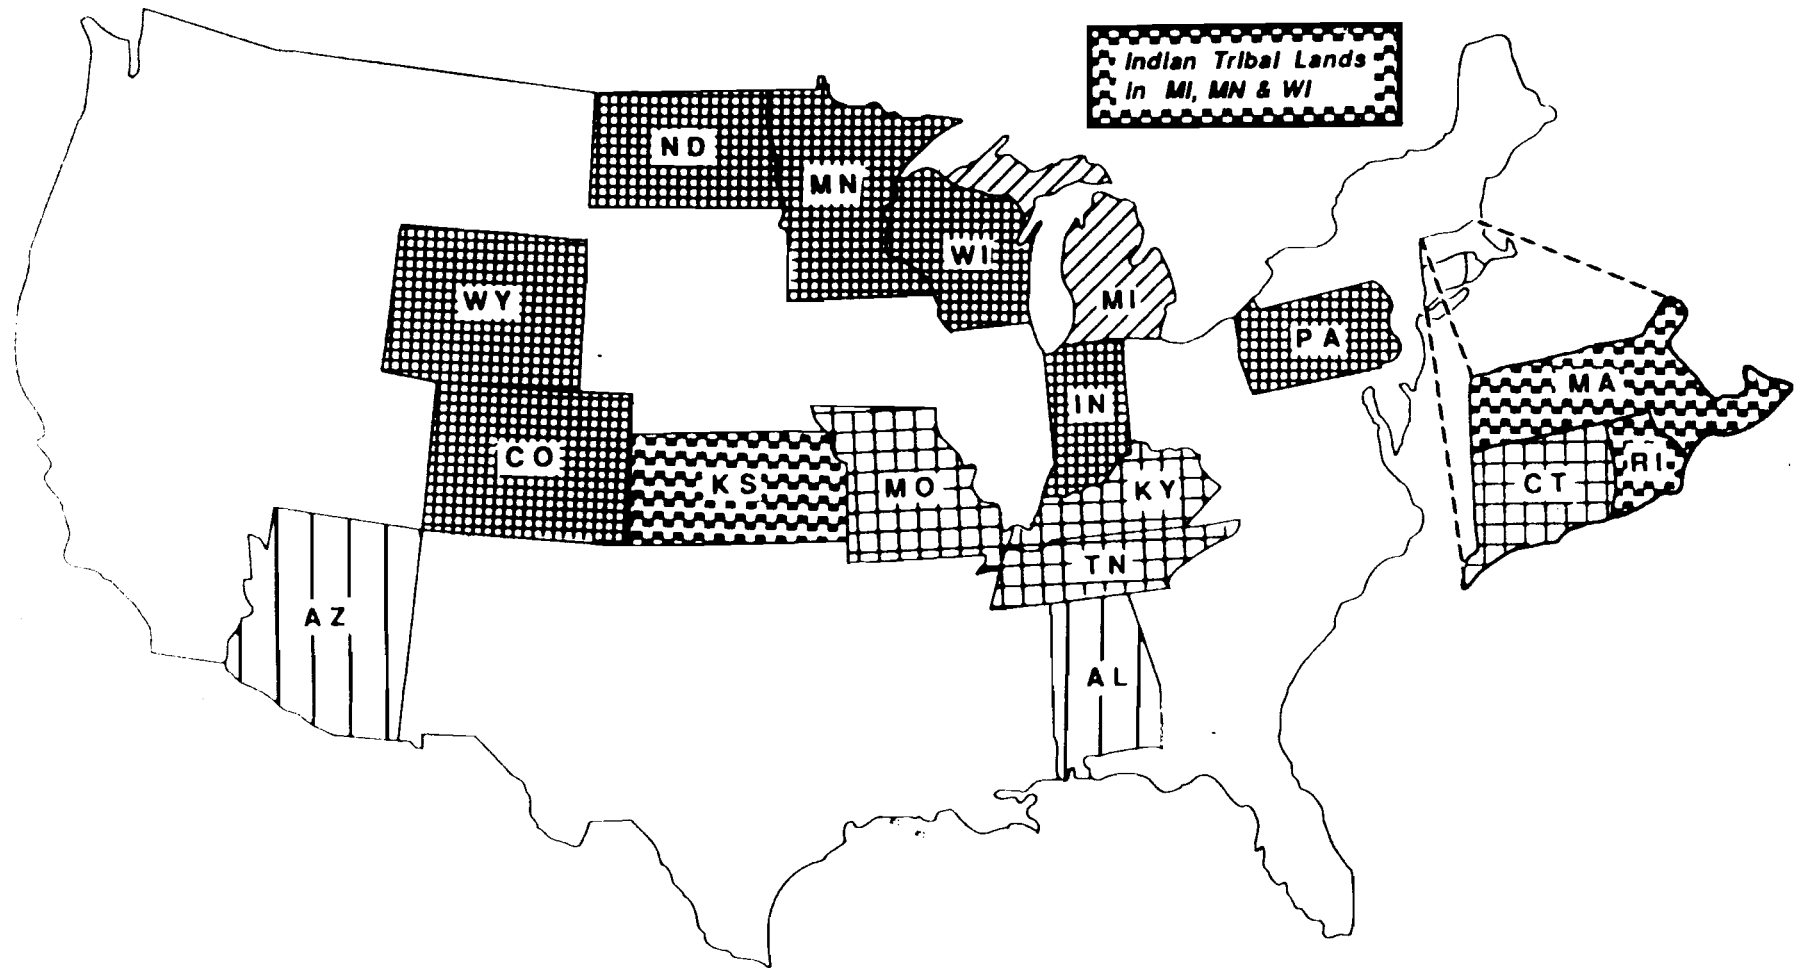 Indian Tribal Lands
in MI, MN & WI
ND
MN
WI
MI
WY
PA
MA
IN
CO
KS
MO
KY
RI
CT
TN
AZ
AL